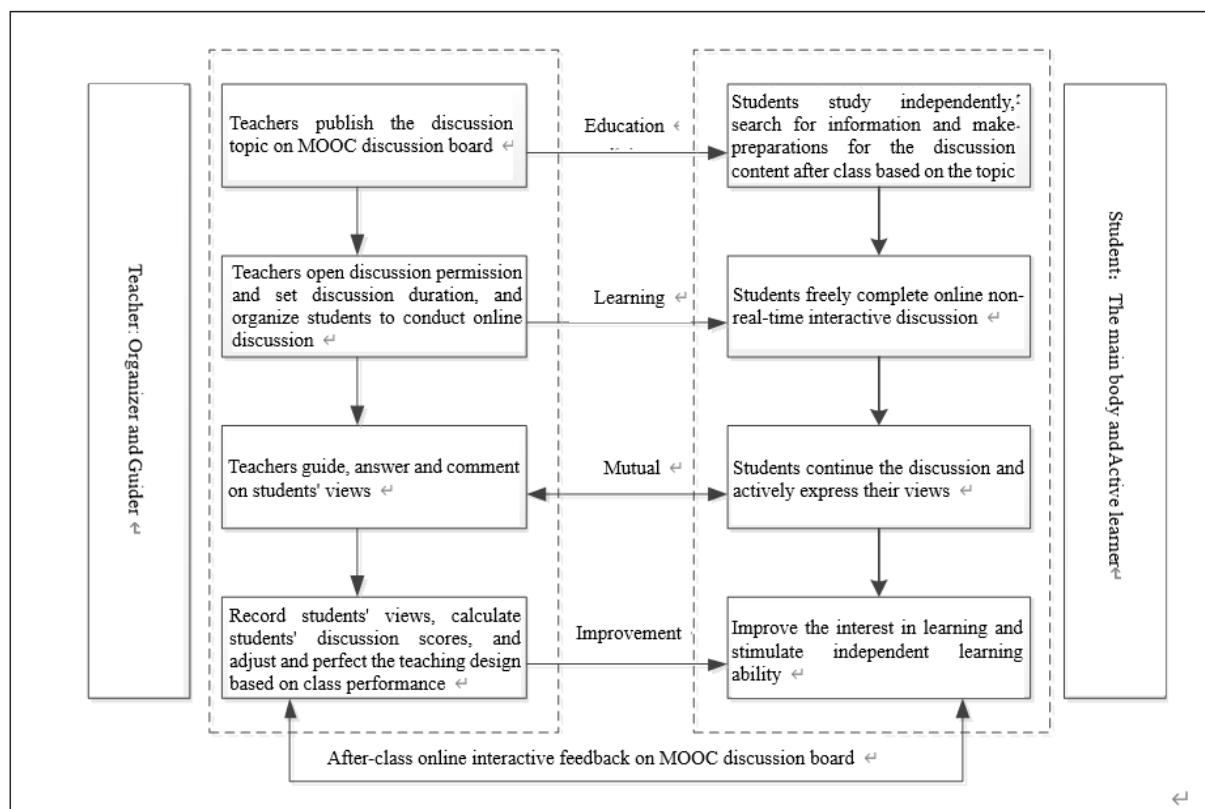 Teacher: Organizer and Guider
Teachers publish the discussion
topic on MOOC discussion board
Education
Students study independently,
search for information and make
preparations for the discussion
content after class based on the topic
Teachers open discussion permission
and set discussion duration, and
organize students to conduct online
discussion
Learning
Students freely complete online non-
real-time interactive discussion
Teachers guide, answer and comment
on students' views
Mutual
Students continue the discussion and
actively express their views
Record students' views, calculate
students' discussion scores, and
adjust and perfect the teaching design
based on class performance
Improvement
Improve the interest in learning and
stimulate independent learning
ability
Student: The main body and Active learner
After-class online interactive feedback on MOOC discussion board